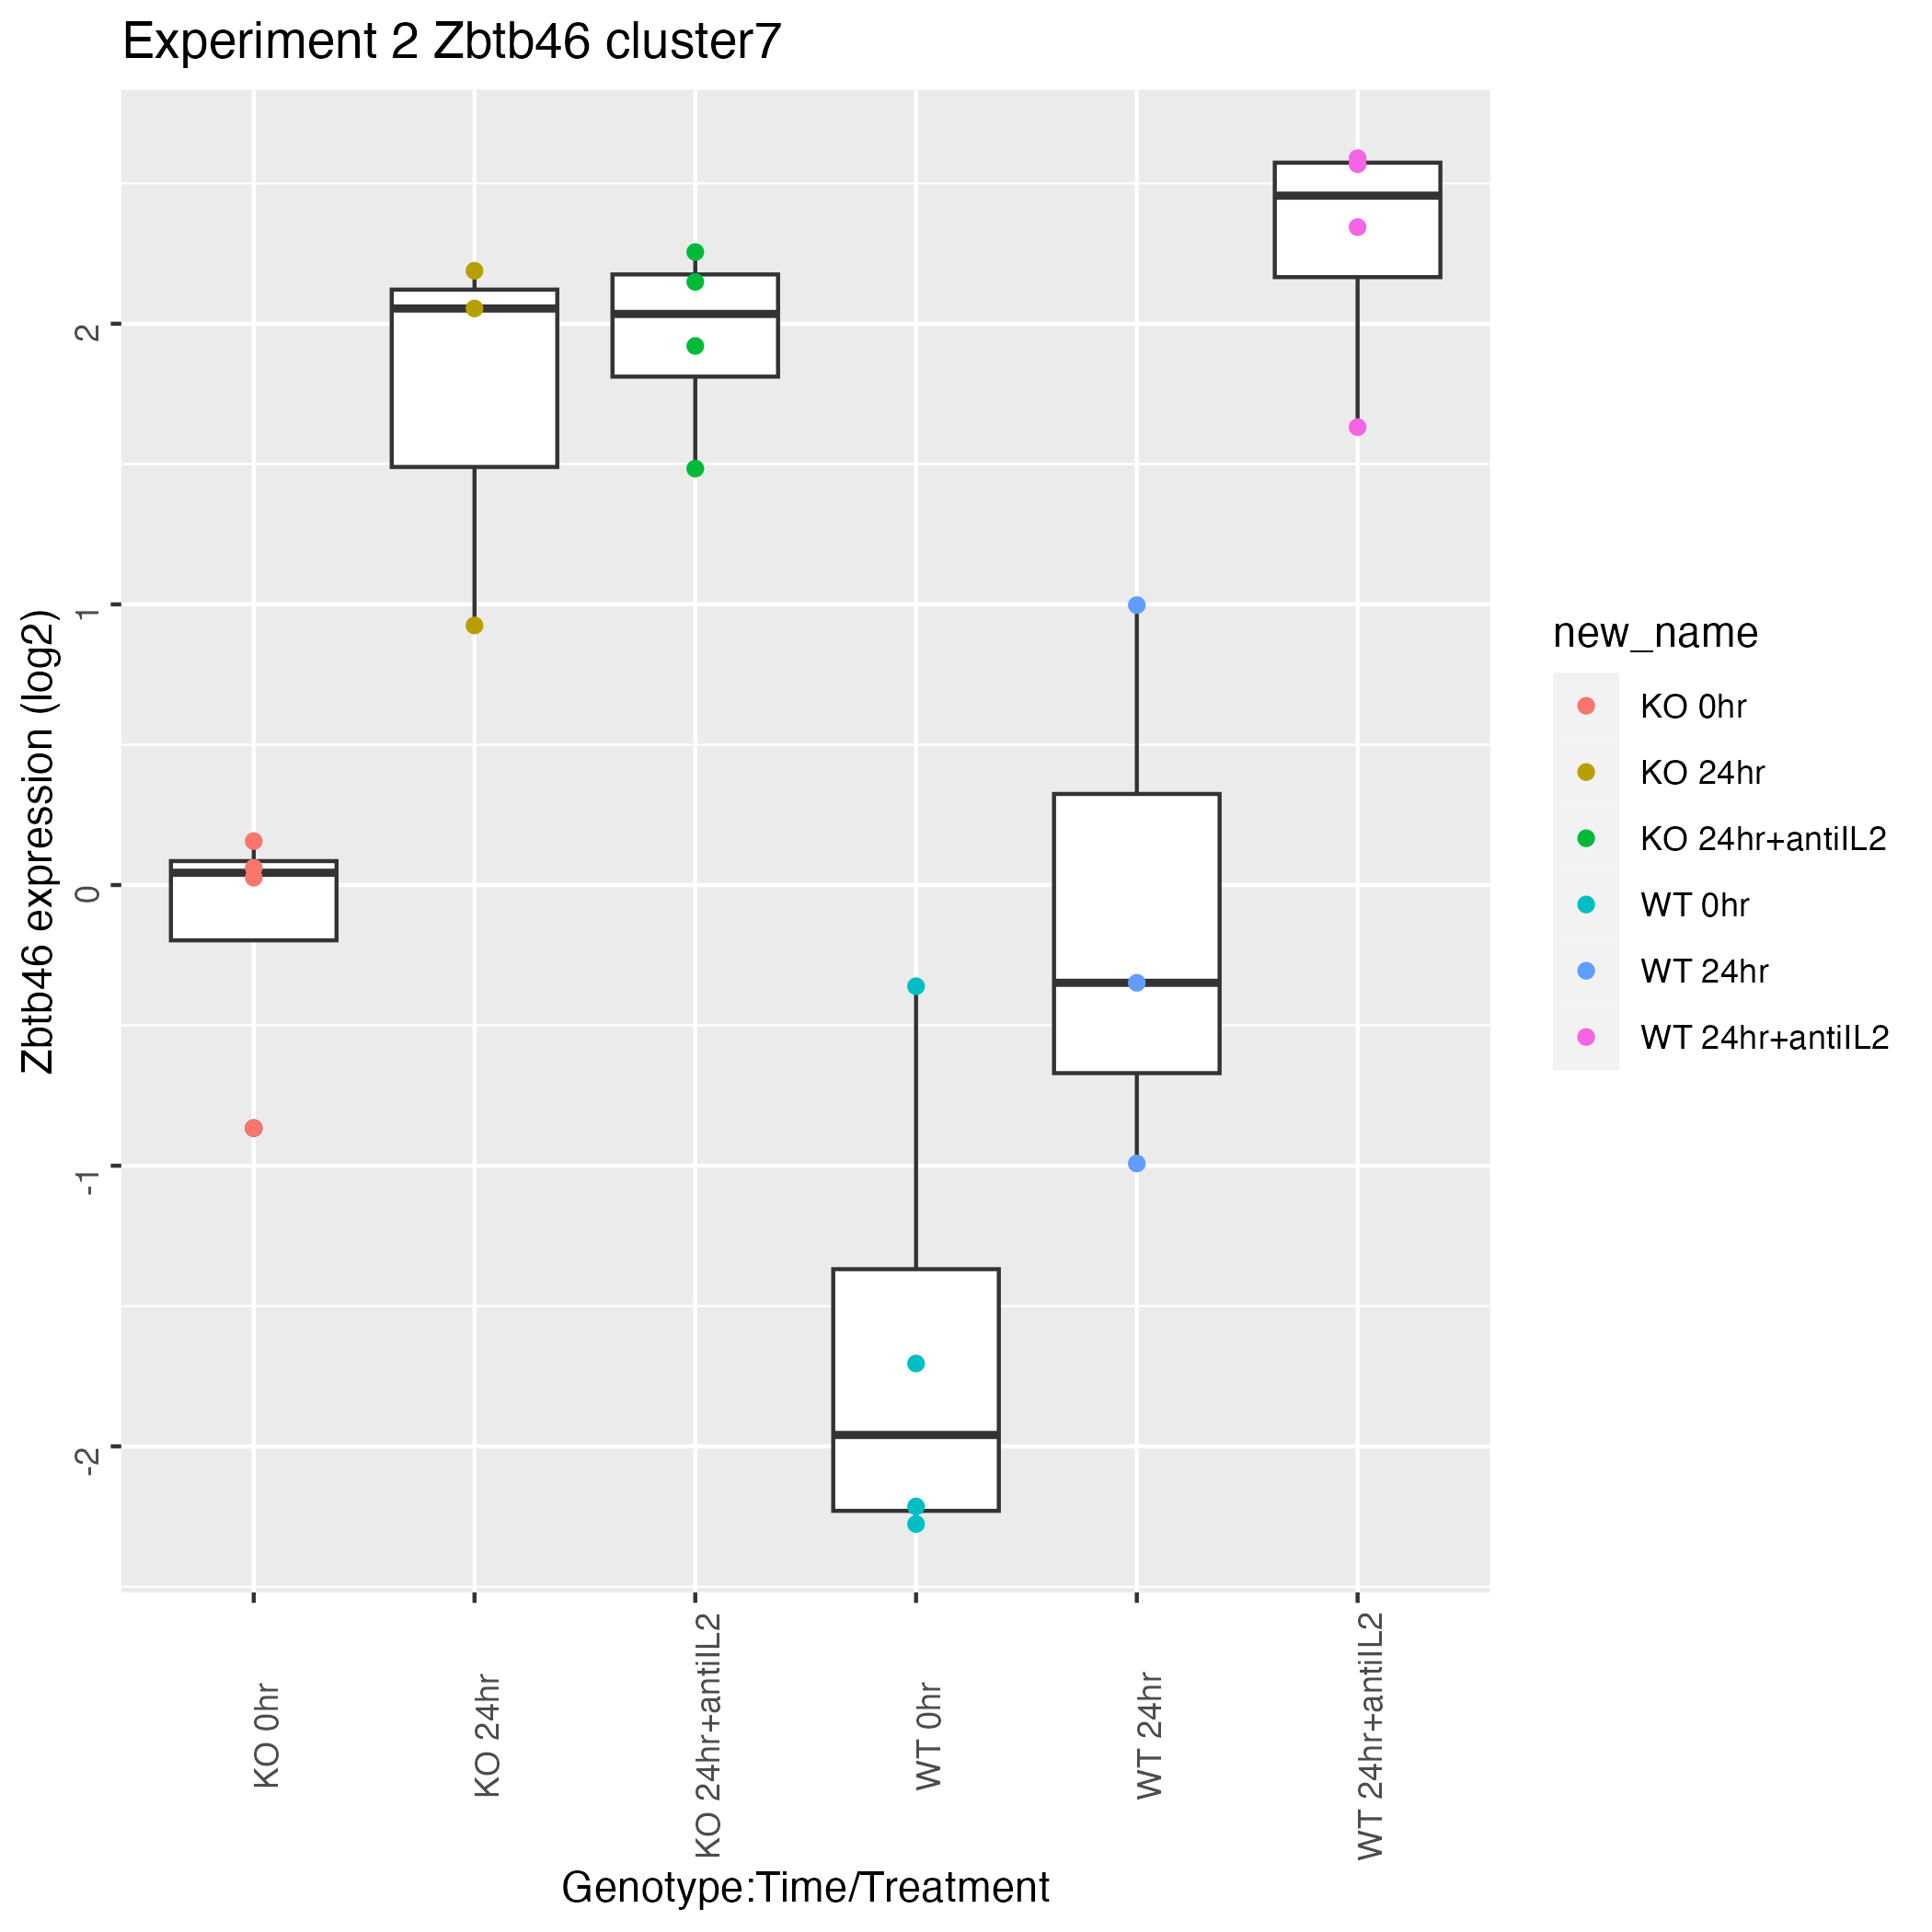 Experiment 2 Zbtb46 cluster7
Zbtb46 expression (log2)
2
1
0
-1
-2
KO 0hr
KO 24hr
KO 24hr+antiIL2
WT 0hr
WT 24hr
WT 24hr+antiIL2
Genotype:Time/Treatment
new_name
KO 0hr
KO 24hr
KO 24hr+antiIL2
WT 0hr
WT 24hr
WT 24hr+antiIL2